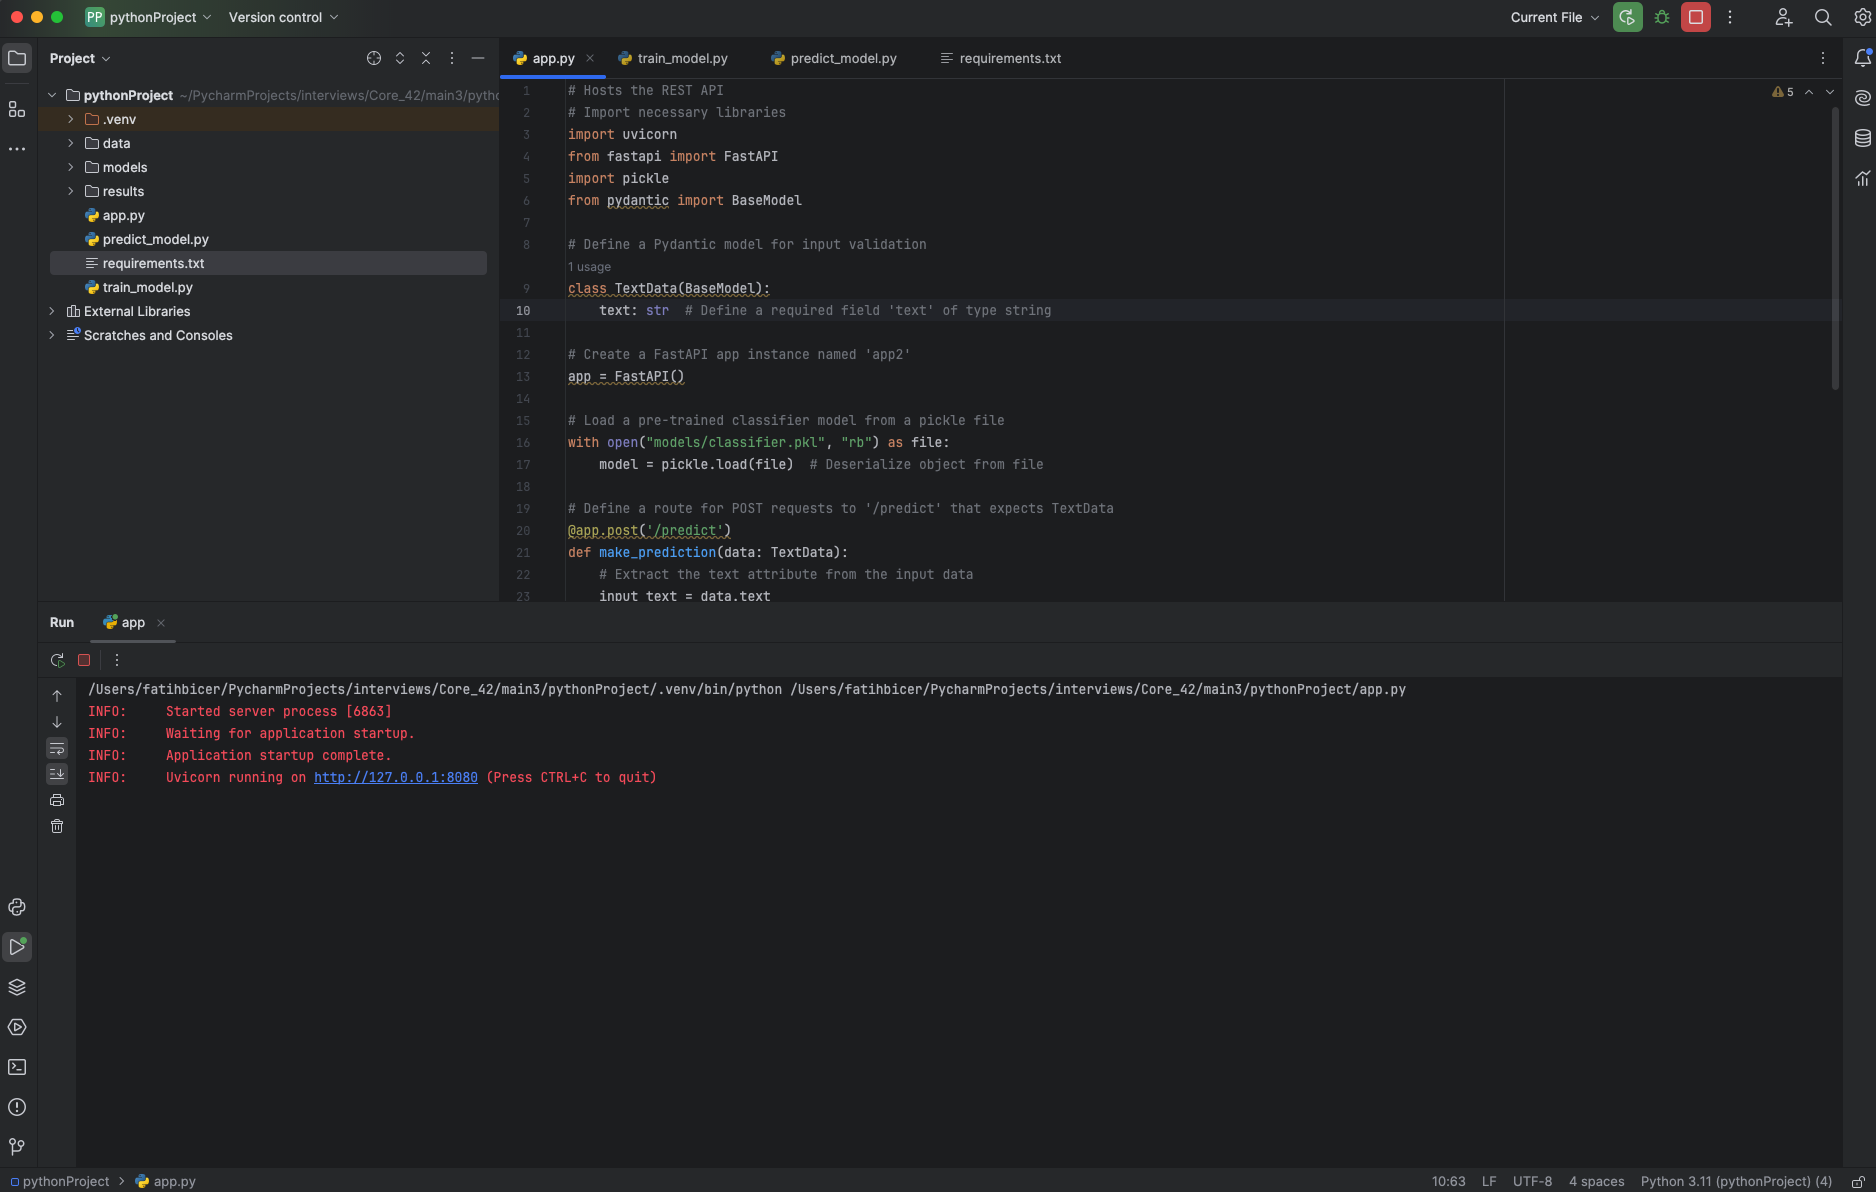 PP pythonProject Version control Current File
Project
app.py train_model.py predict_model.py requirements.txt
pythonProject ~/PycharmProjects/interviews/Core_42/main3/pytho
.venv
data
models
results
app.py
predict_model.py
requirements.txt
train_model.py
External Libraries
Scratches and Consoles
5
1 # Hosts the REST API
2 # Import necessary libraries
3 import uvicorn
4 from fastapi import FastAPI
5 import pickle
6 from pydantic import BaseModel
7
8 # Define a Pydantic model for input validation
1 usage
9 class TextData(BaseModel):
10 text: str # Define a required field 'text' of type string
11
12 # Create a FastAPI app instance named 'app2'
13 app = FastAPI()
14
15 # Load a pre-trained classifier model from a pickle file
16 with open("models/classifier.pkl", "rb") as file:
17 model = pickle.load(file) # Deserialize object from file
18
19 # Define a route for POST requests to '/predict' that expects TextData
20 @app.post('/predict')
21 def make_prediction(data: TextData):
22 # Extract the text attribute from the input data
23 input_text = data.text
Run app
/Users/fatihbicer/PycharmProjects/interviews/Core_42/main3/pythonProject/.venv/bin/python /Users/fatihbicer/PycharmProjects/interviews/Core_42/main3/pythonProject/app.py
INFO: Started server process [6863]
INFO: Waiting for application startup.
INFO: Application startup complete.
INFO: Uvicorn running on http://127.0.0.1:8080 (Press CTRL+C to quit)
pythonProject > app.py 10:63 LF UTF-8 4 spaces Python 3.11 (pythonProject) (4)